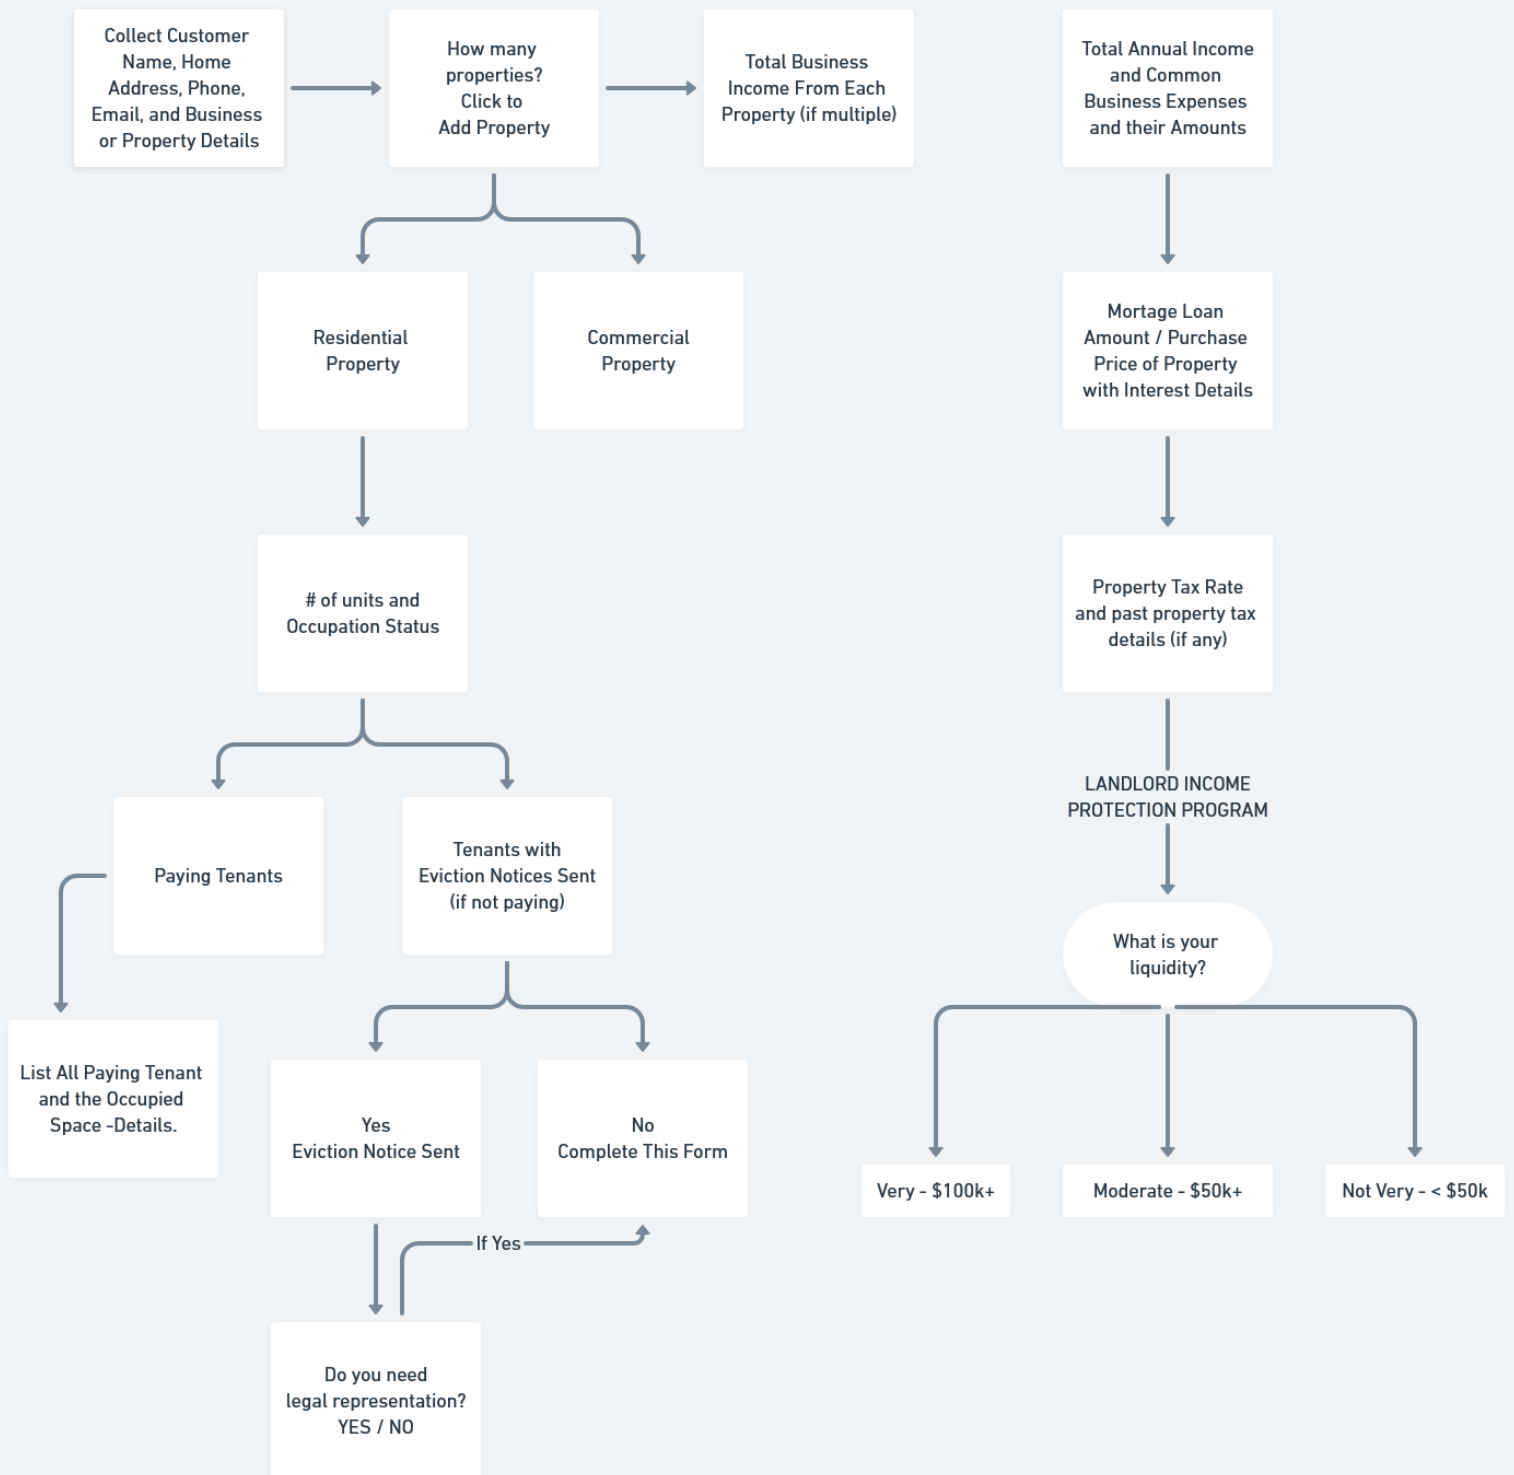 Collect Customer
Name, Home
Address, Phone,
Email, and Business
or Property Details
How many
properties?
Click to
Add Property
Total Business
Income From Each
Property (if multiple)
Total Annual Income
and Common
Business Expenses
and their Amounts
Residential
Property
Commercial
Property
Mortage Loan
Amount / Purchase
Price of Property
with Interest Details
# of units and
Occupation Status
Property Tax Rate
and past property tax
details (if any)
LANDLORD INCOME
PROTECTION PROGRAM
Paying Tenants
Tenants with
Eviction Notices Sent
(if not paying)
What is your
liquidity?
List All Paying Tenant
and the Occupied
Space -Details.
Yes
Eviction Notice Sent
No
Complete This Form
Very - $100k+
Moderate - $50k+
Not Very - < $50k
If Yes
Do you need
legal representation?
YES / NO